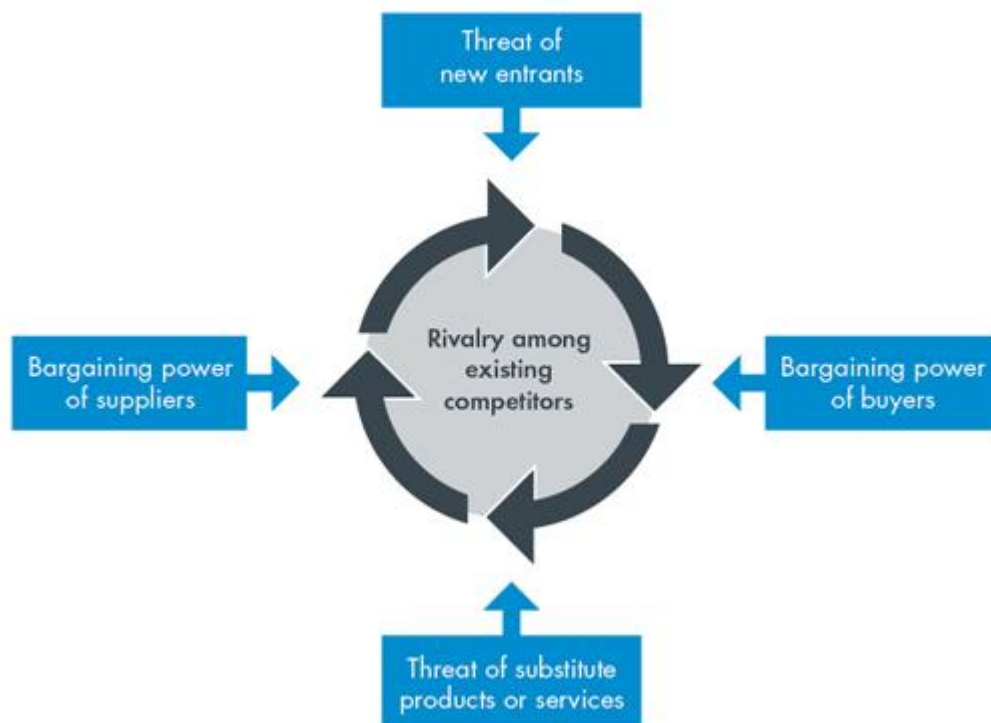 Threat of
new entrants
Bargaining power
of suppliers
Rivalry among
existing
competitors
Bargaining power
of buyers
Threat of substitute
products or services